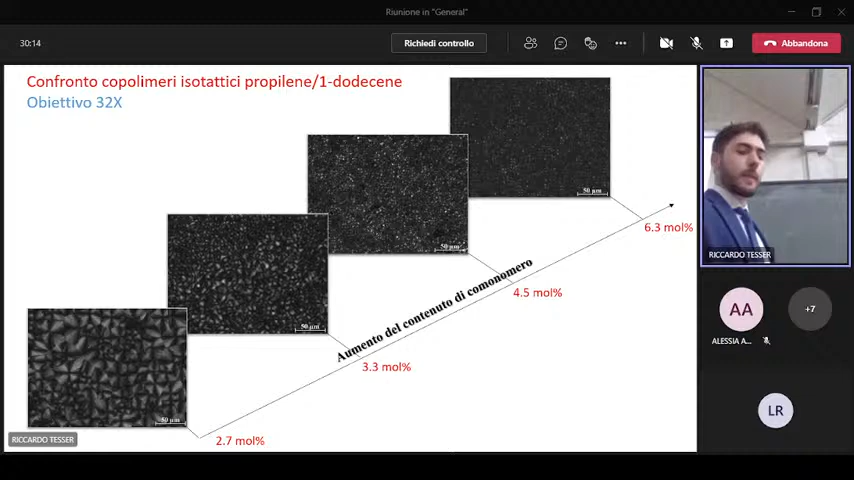 Riunione in "General"
30:14
Richiedi controllo
Abbandona
Confronto copolimeri isotattici propilene/1-dodecene
Obiettivo 32X
50 μm
50 μm
50 μm
50 μm
Aumento del contenuto di comonomero
6.3 mol%
4.5 mol%
3.3 mol%
2.7 mol%
RICCARDO TESSER
RICCARDO TESSER
AA
+7
ALESSIA A...
LR